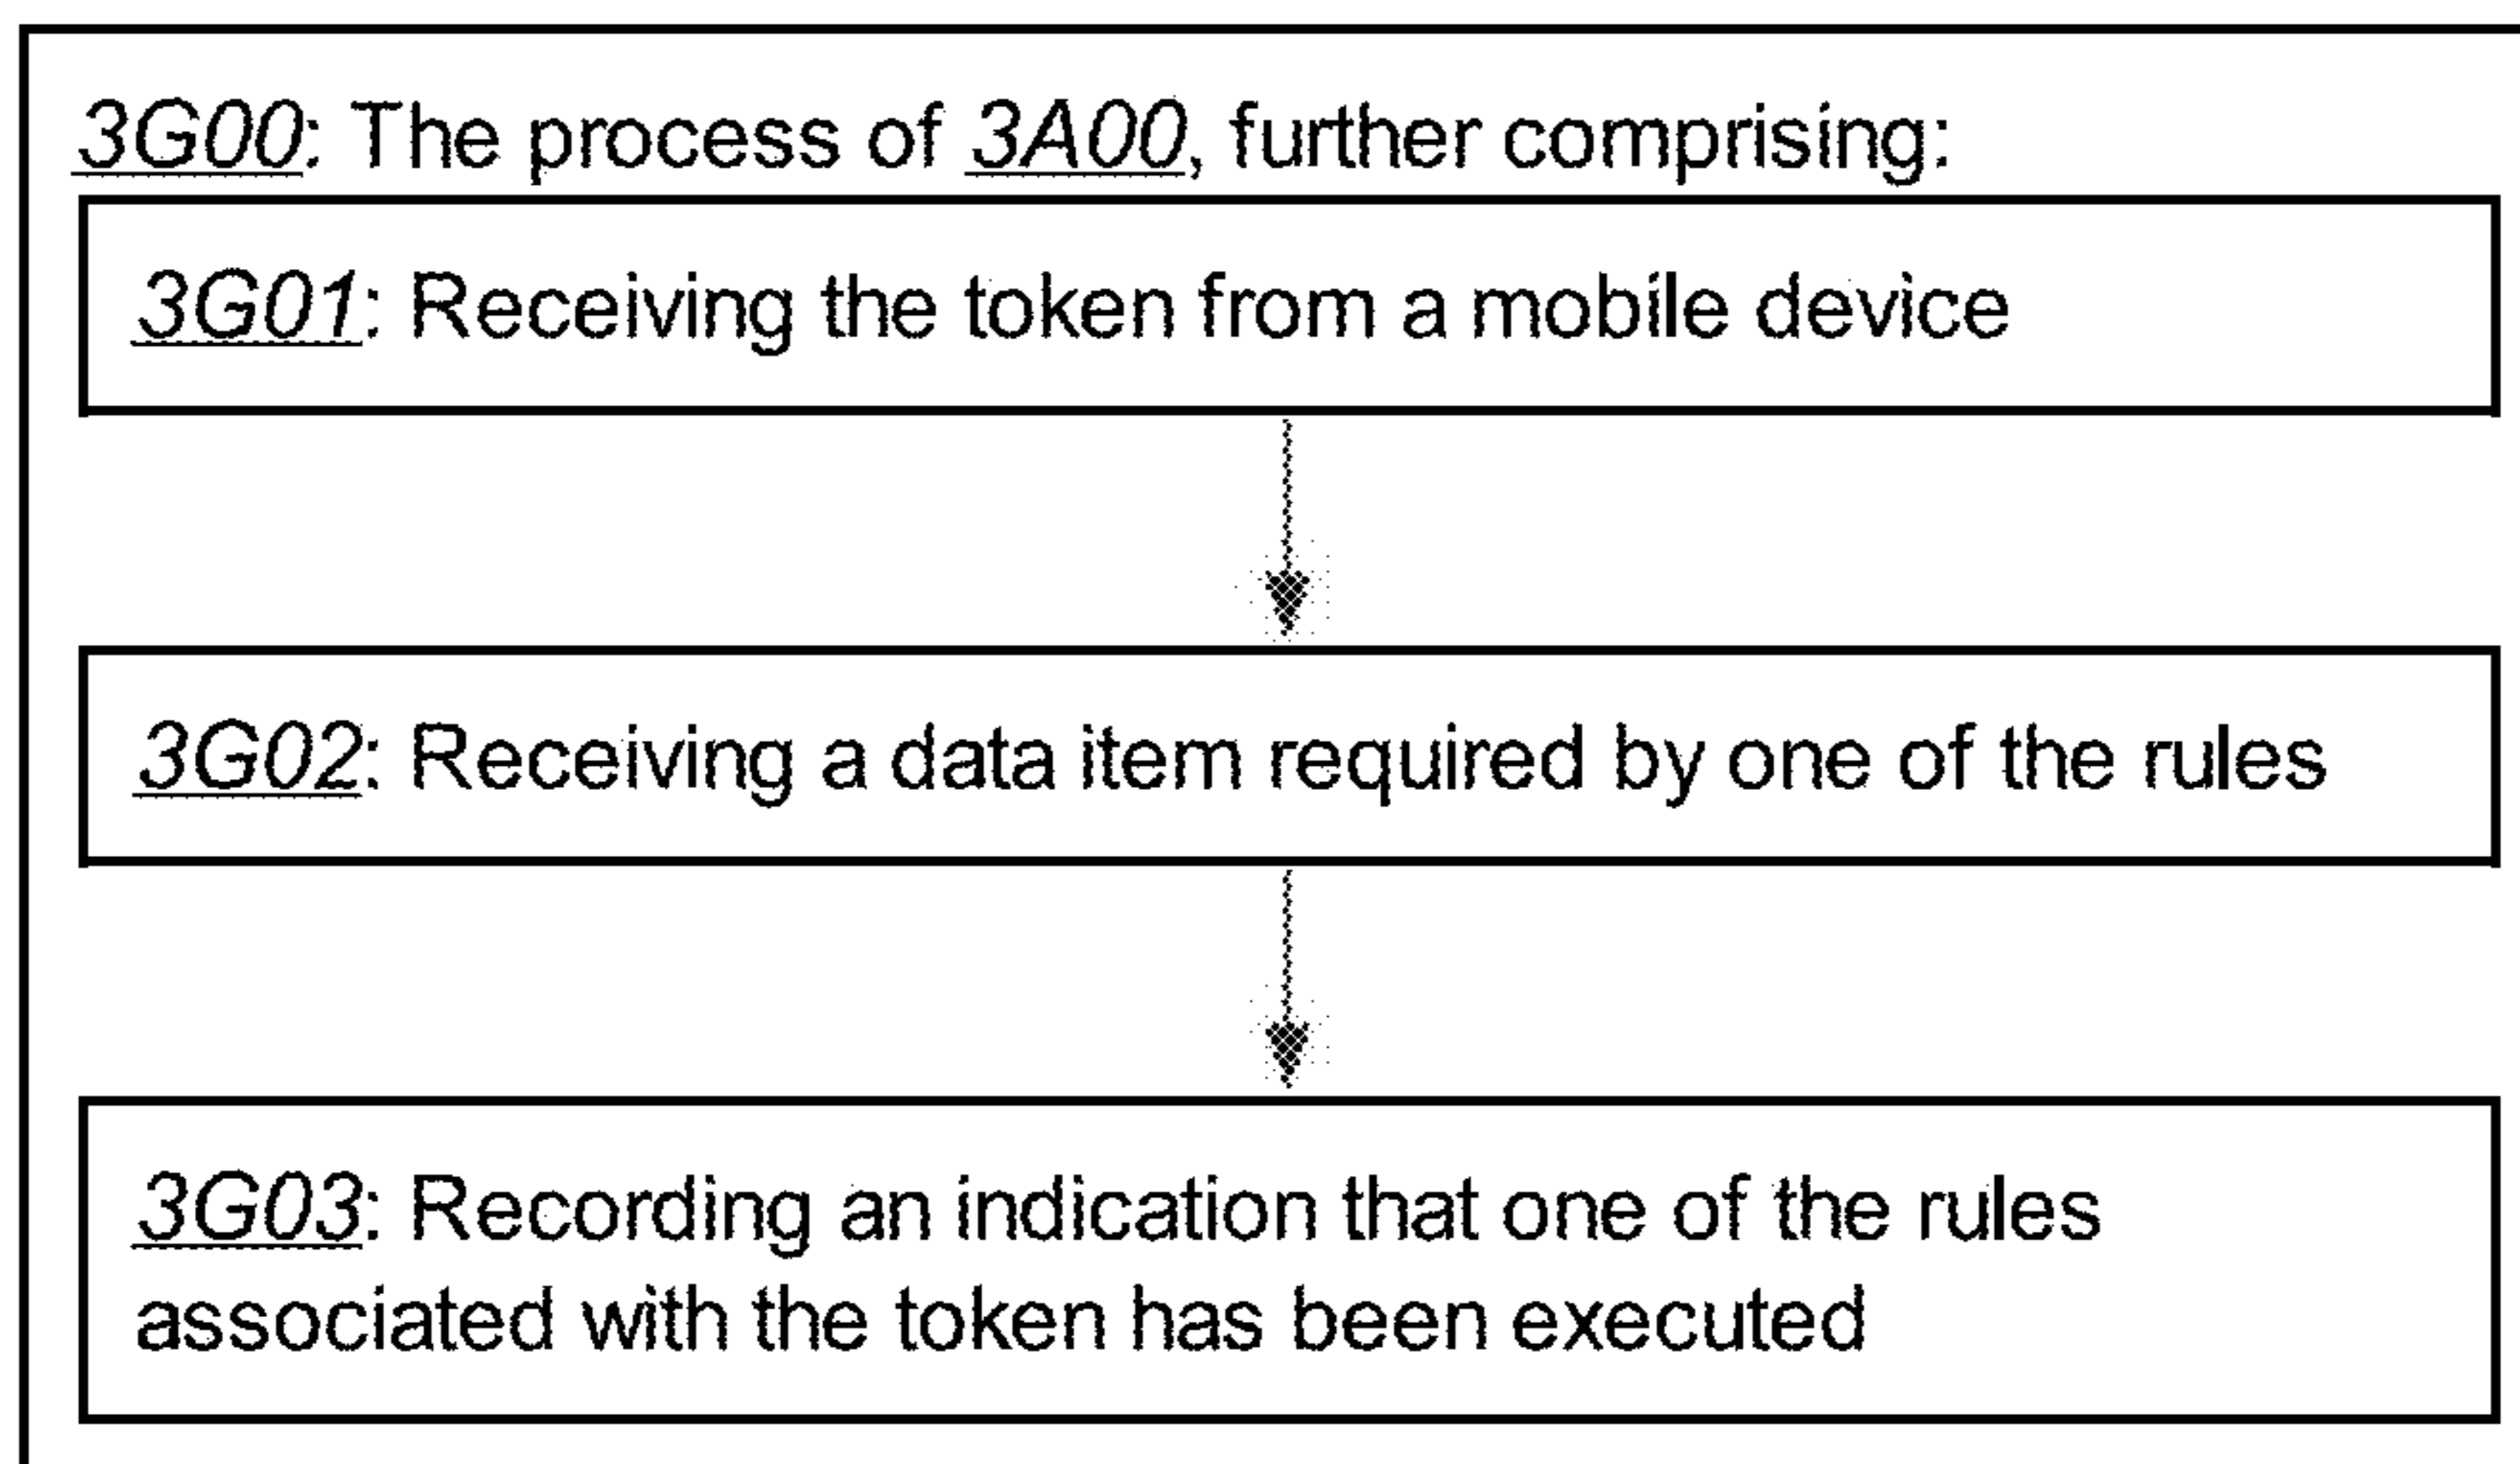 3G00: The process of 3A00, further comprising:
3G01: Receiving the token from a mobile device
3G02: Receiving a data item required by one of the rules
3G03: Recording an indication that one of the rules
associated with the token has been executed